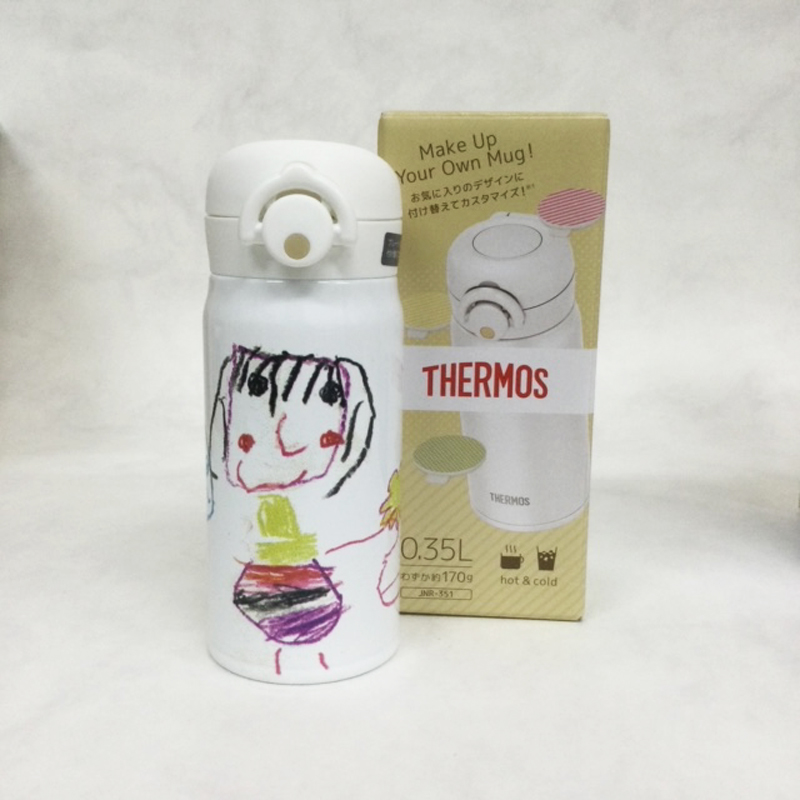 Make Up
Your Own Mug!
お気に入りのデザインに
付け替えてカスタマイズ!
THERMOS
THERMOS
0.35L
わずか約170g
JNR-351
hot & cold